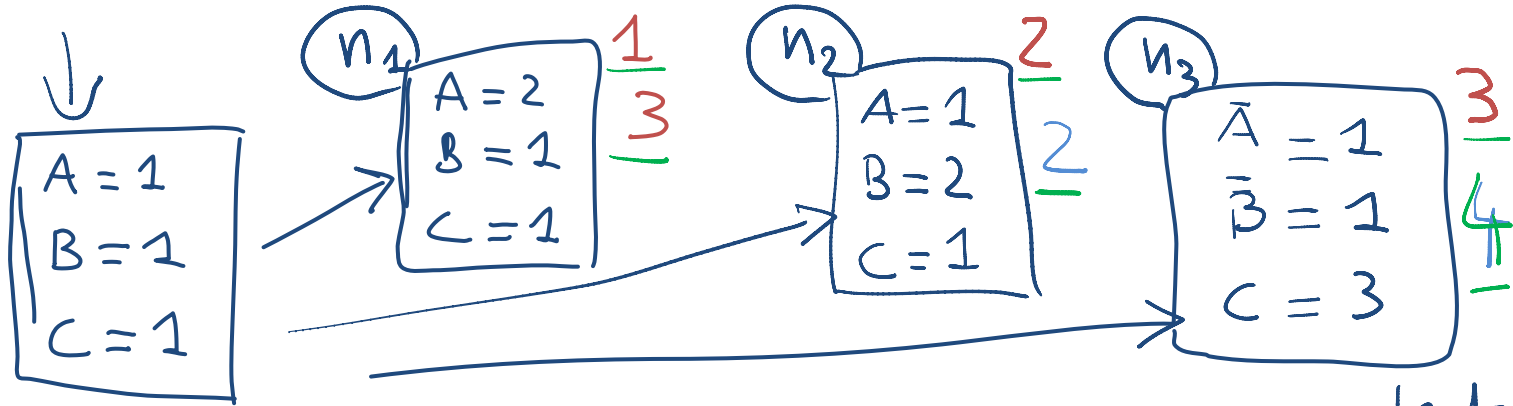 A = 1
B = 1
C = 1
n1
A = 2
B = 1
C = 1
1
3
n2
A = 1
B = 2
C = 1
2
2
n3
Ā = 1
B̄ = 1
C = 3
3
4